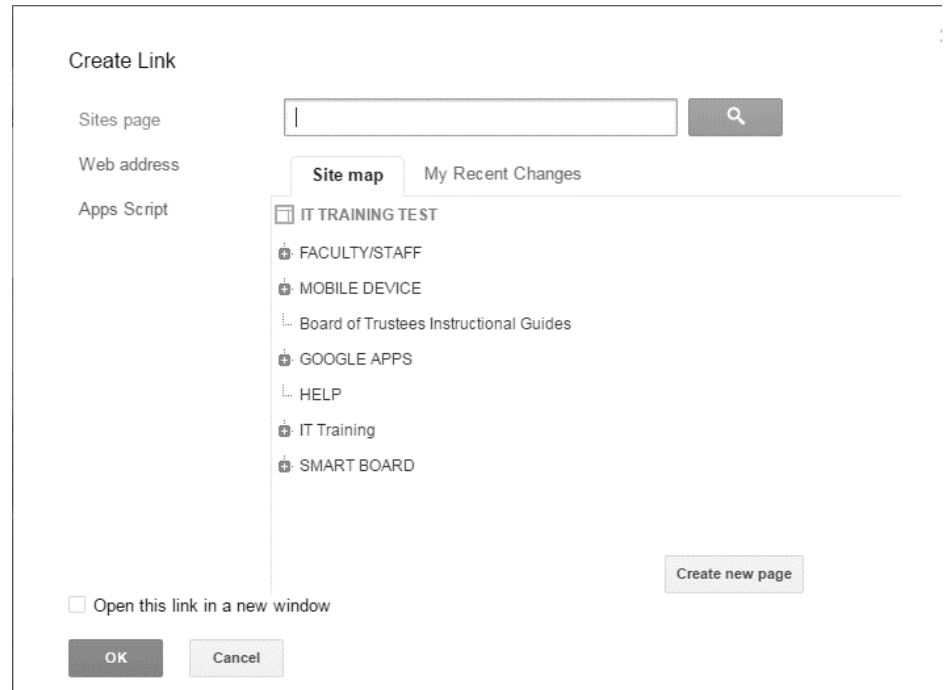 Create Link
Sites page
Web address
Apps Script
Site map
My Recent Changes
IT TRAINING TEST
FACULTY/STAFF
MOBILE DEVICE
Board of Trustees Instructional Guides
GOOGLE APPS
HELP
IT Training
SMART BOARD
Create new page
Open this link in a new window
OK
Cancel